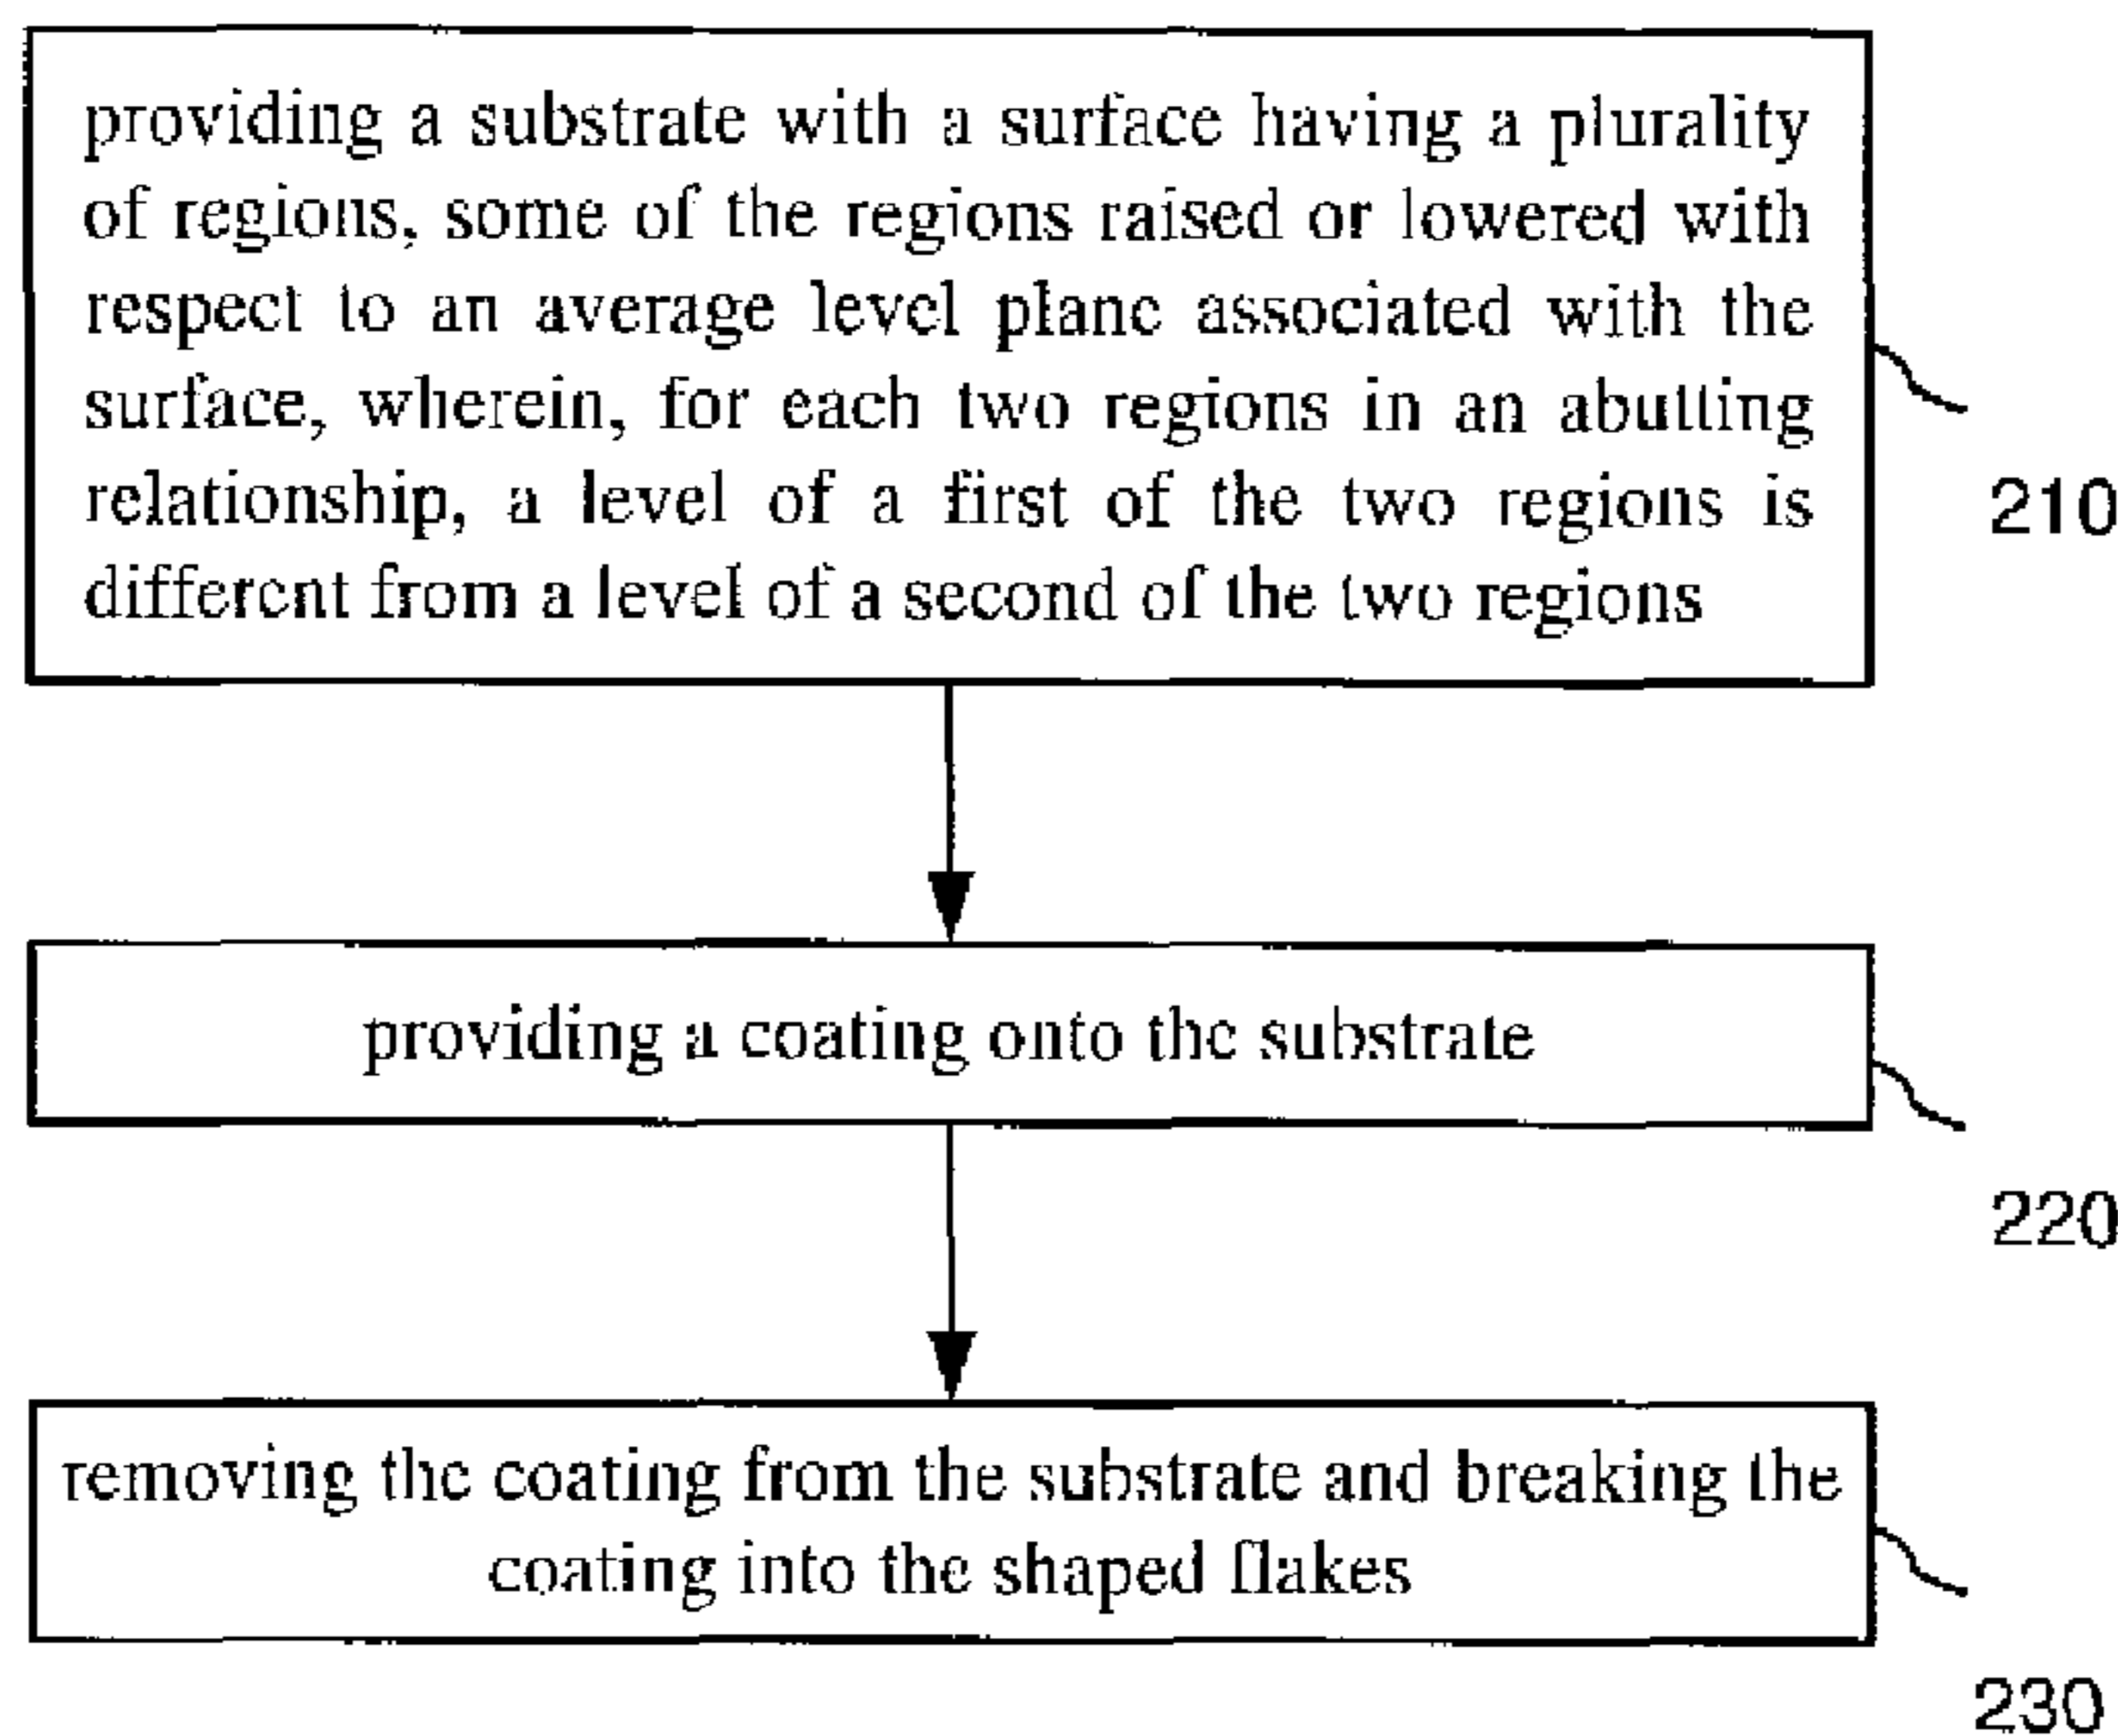 providing a substrate with a surface having a plurality
of regions, some of the regions raised or lowered with
respect to an average level plane associated with the
surface, wherein, for each two regions in an abutting
relationship, a level of a first of the two regions is
different from a level of a second of the two regions
210
providing a coating onto the substrate
220
removing the coating from the substrate and breaking the
coating into the shaped flakes
230